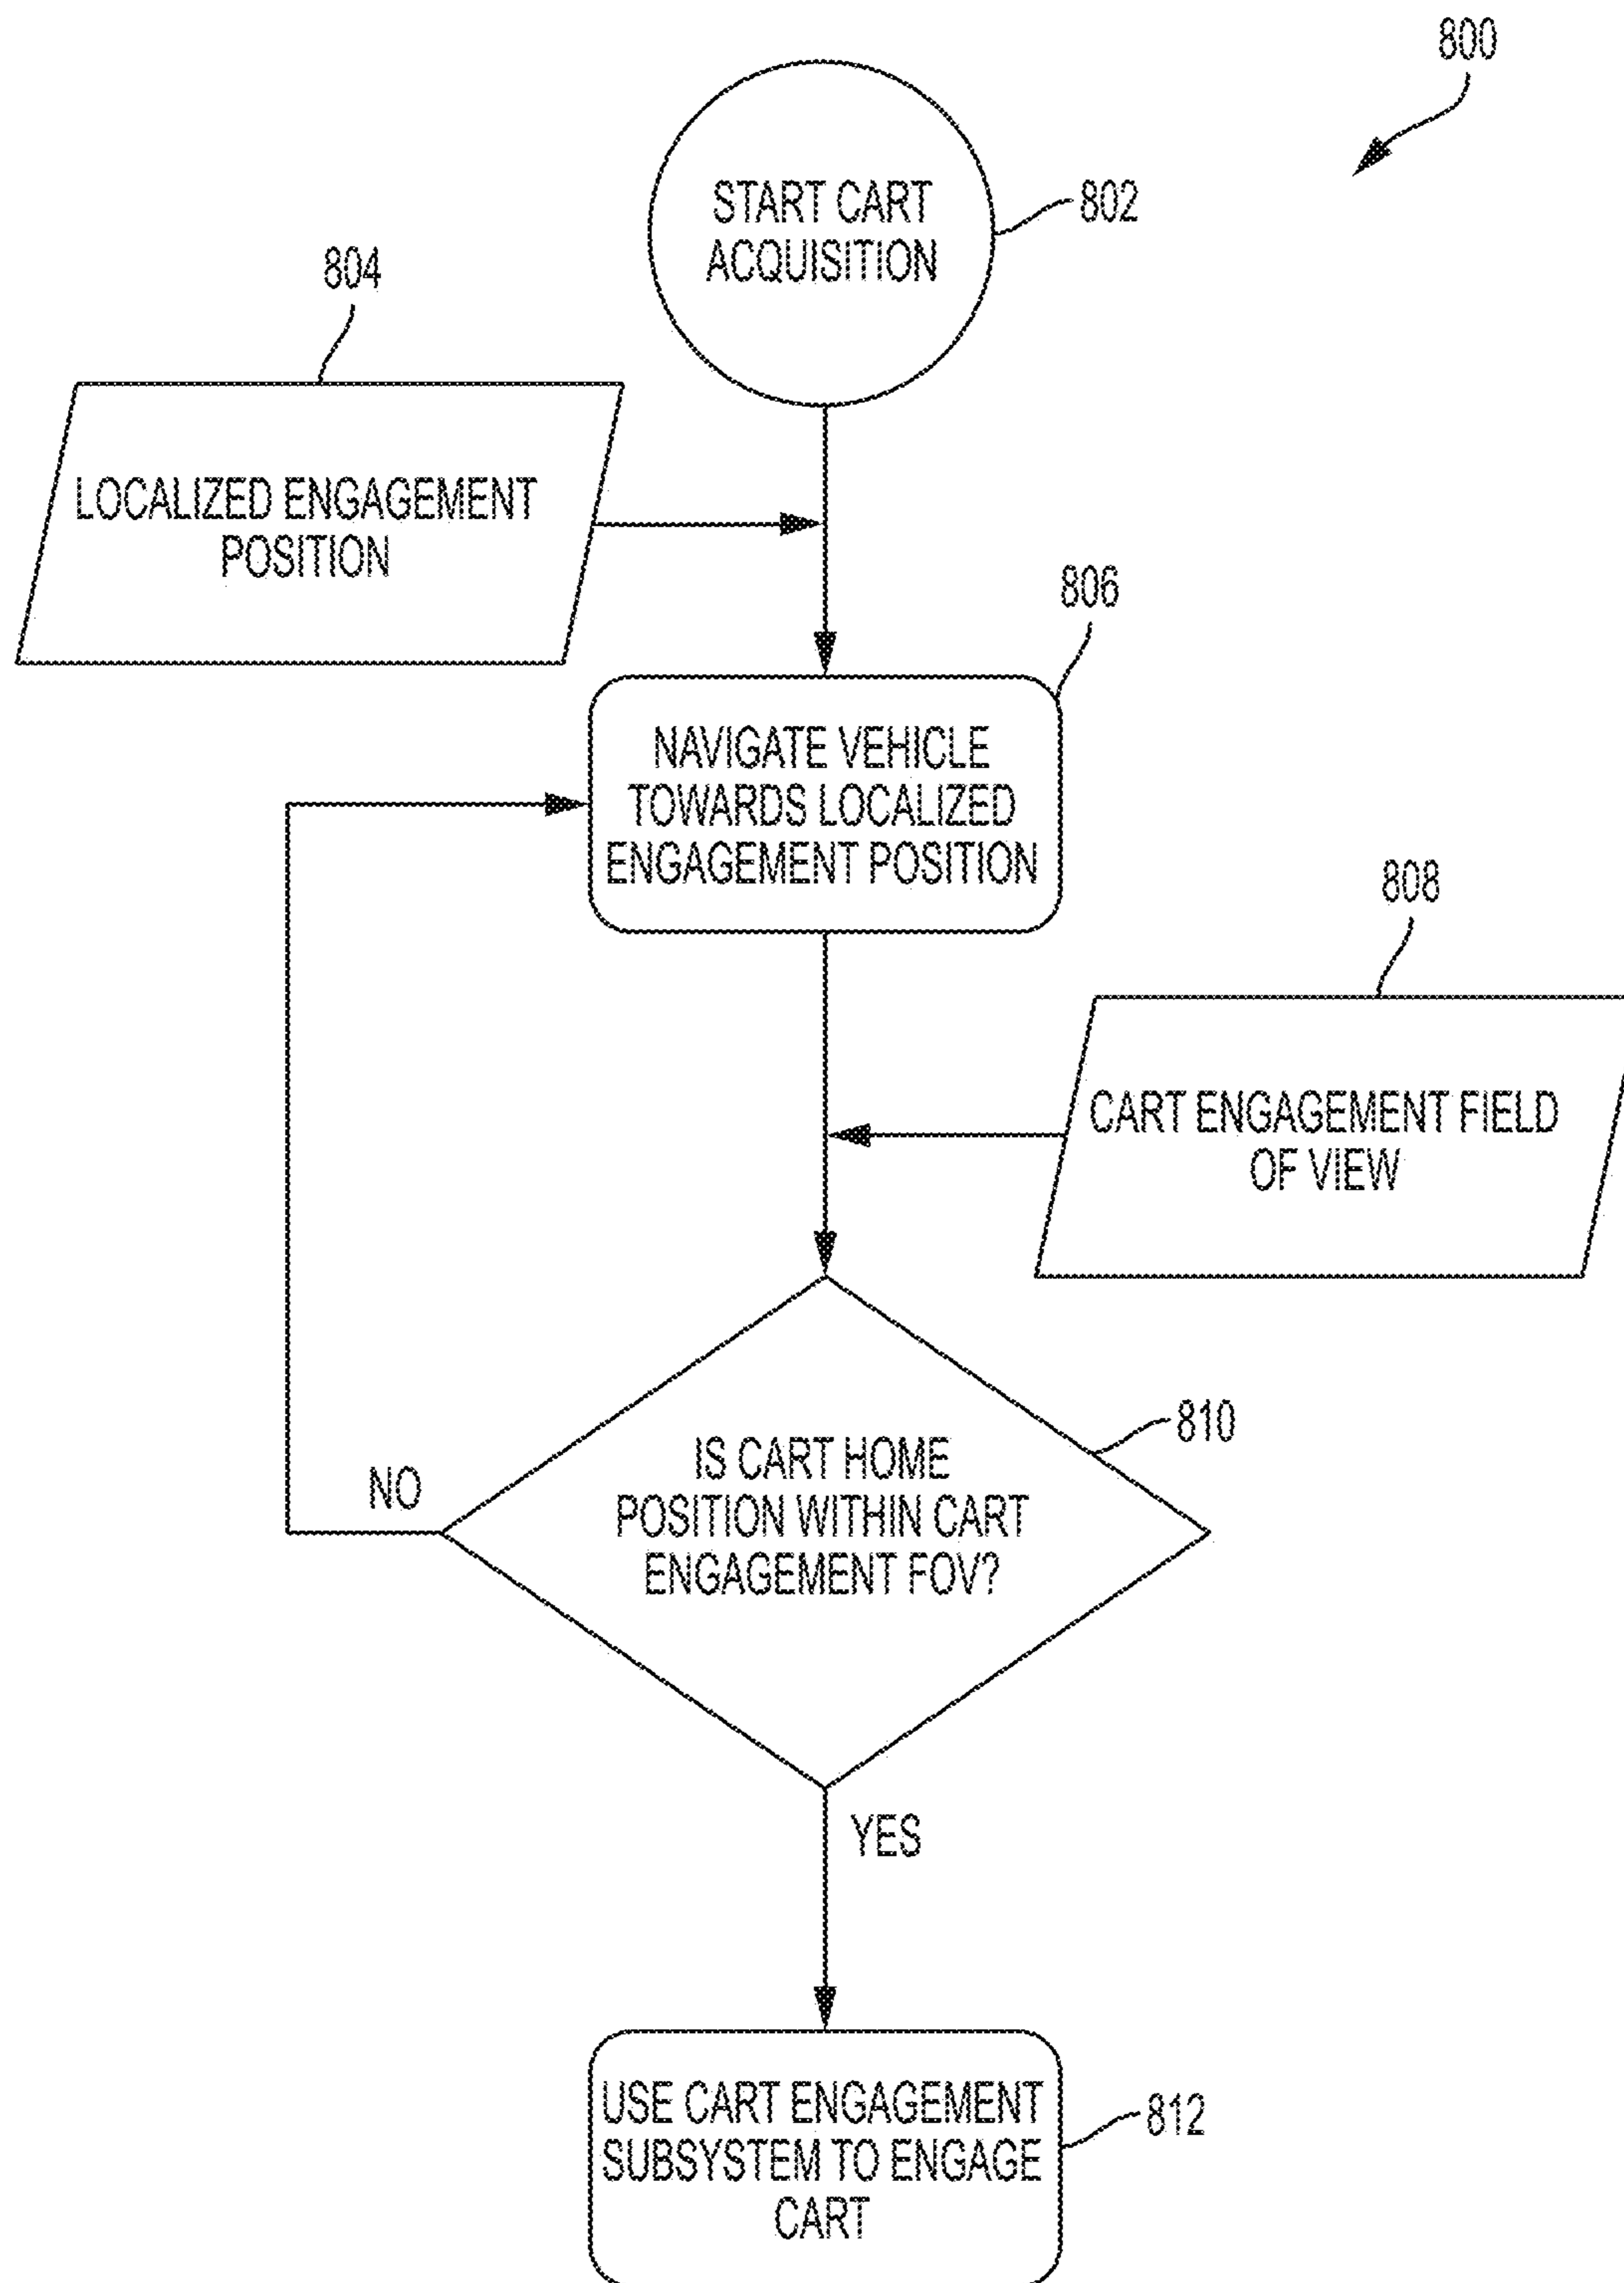 800
START CART
ACQUISITION
802
804
LOCALIZED ENGAGEMENT
POSITION
806
NAVIGATE VEHICLE
TOWARDS LOCALIZED
ENGAGEMENT POSITION
808
CART ENGAGEMENT FIELD
OF VIEW
810
IS CART HOME
POSITION WITHIN CART
ENGAGEMENT FOV?
NO
YES
USE CART ENGAGEMENT
SUBSYSTEM TO ENGAGE
CART
812